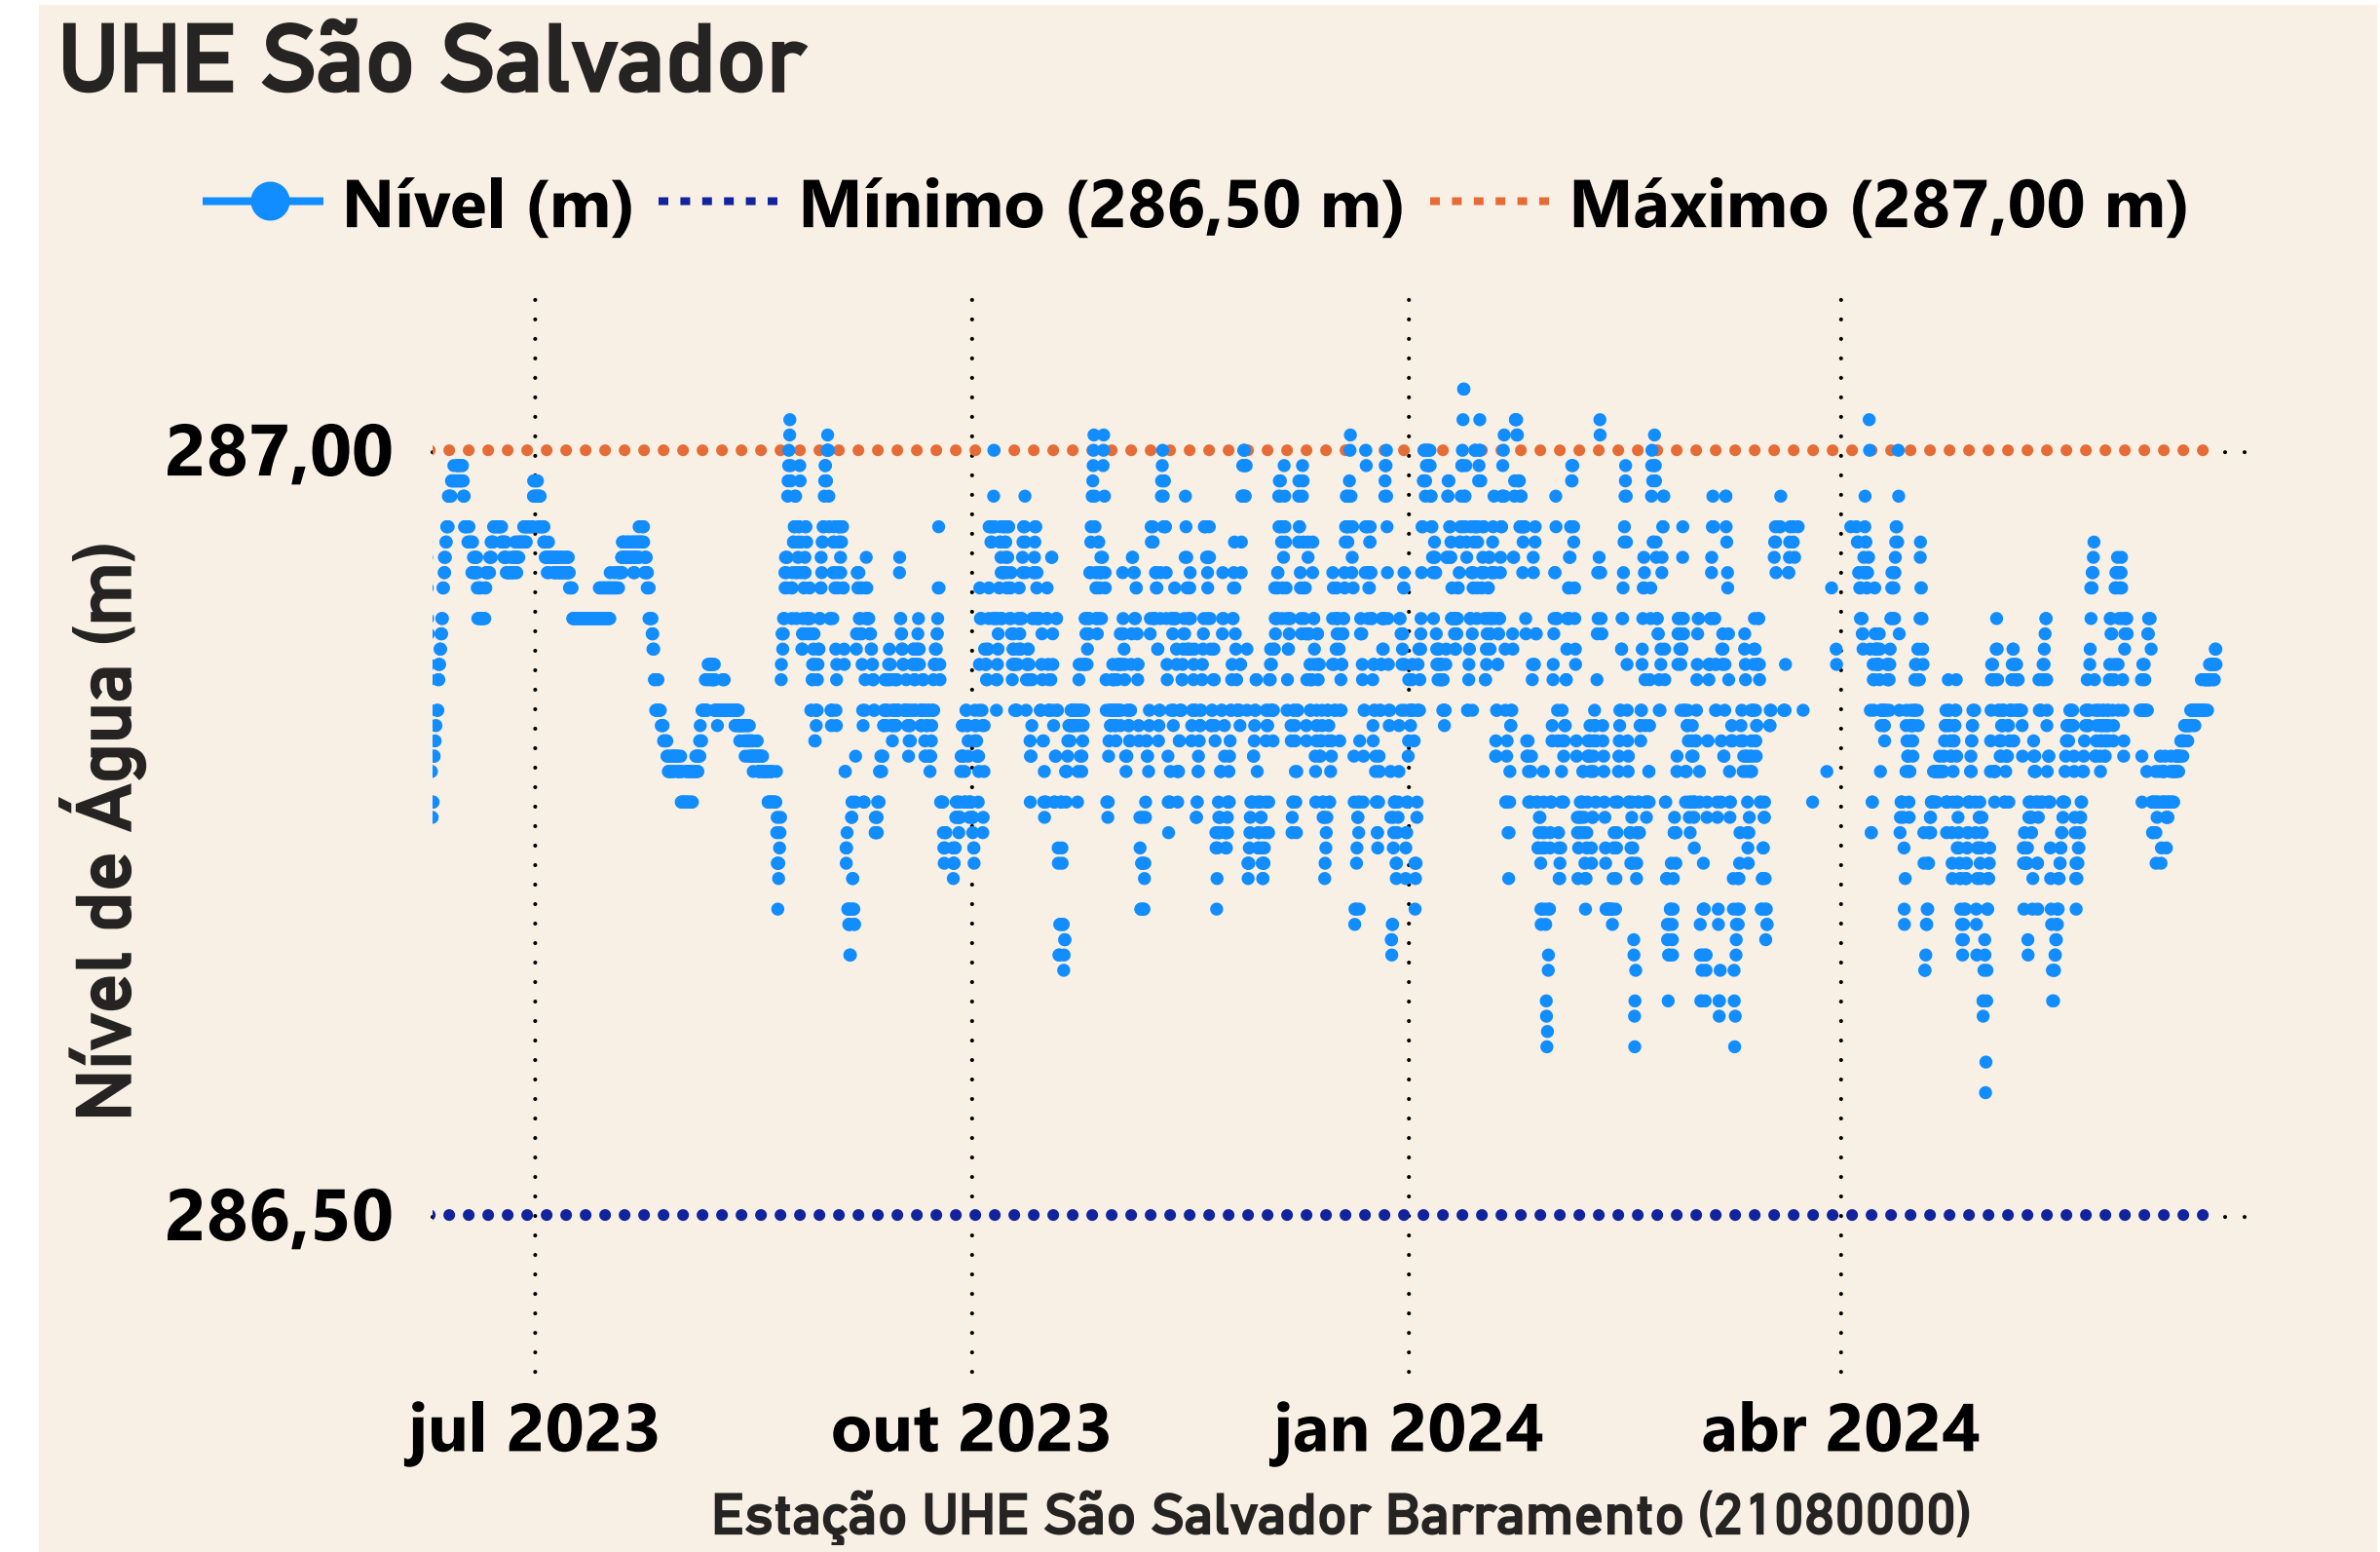 UHE São Salvador
Nível (m) Mínimo (286,50 m) Máximo (287,00 m)
287,00
Nível de Água (m)
286,50
jul 2023 out 2023 jan 2024 abr 2024
Estação UHE São Salvador Barramento (21080000)